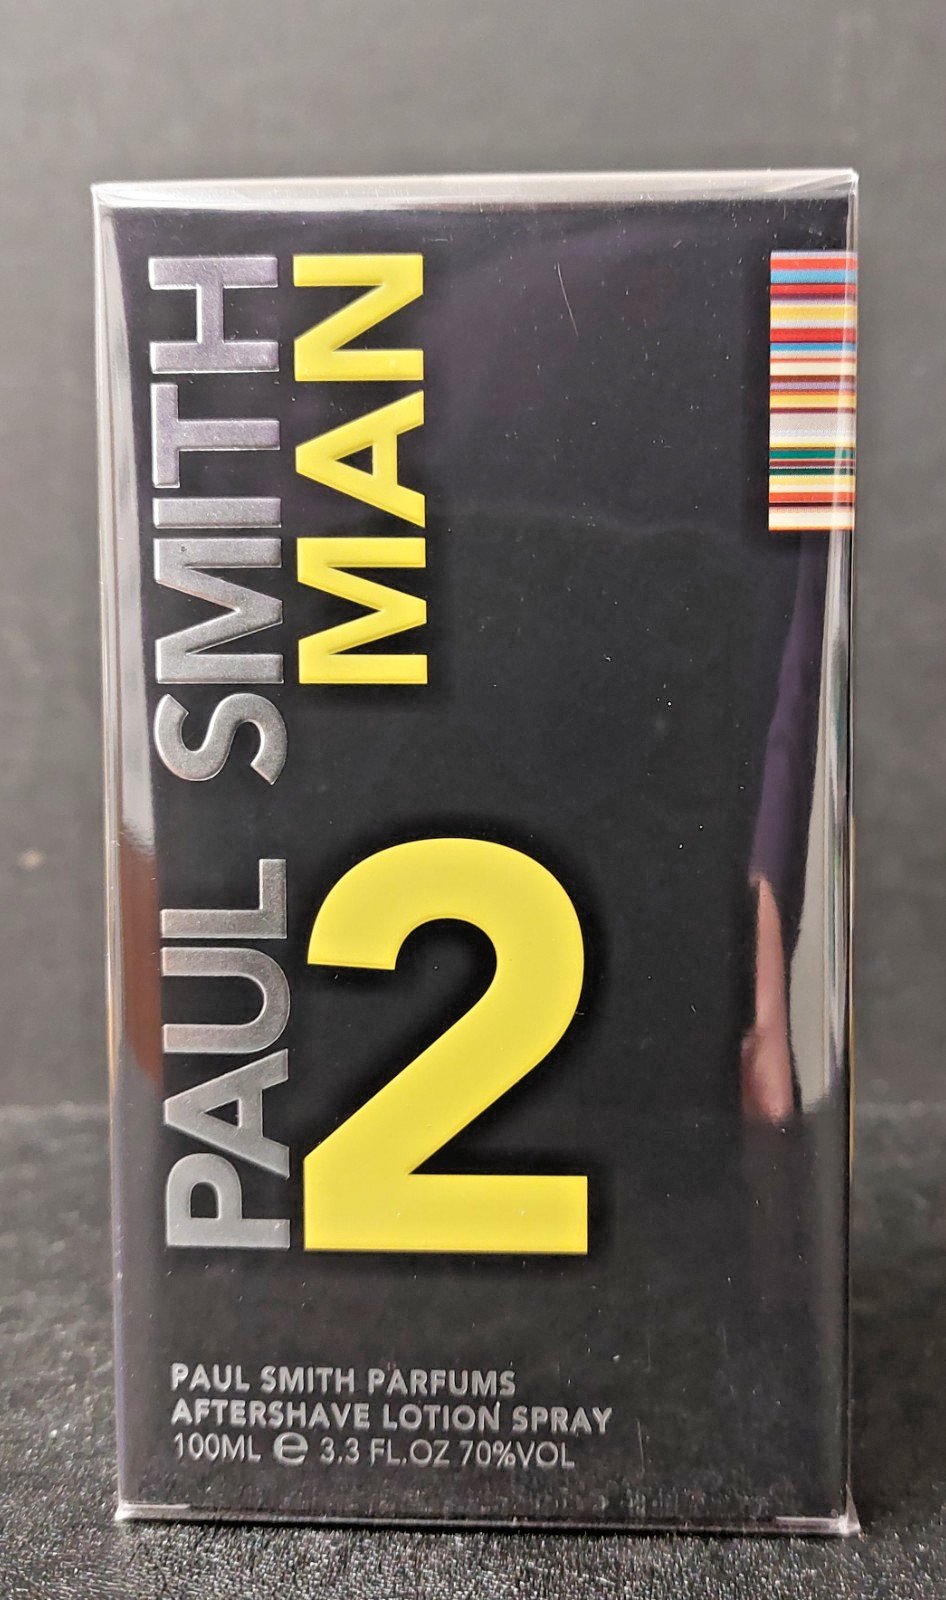 PAUL SMITH
MAN
2
PAUL SMITH PARFUMS
AFTERSHAVE LOTION SPRAY
100ML e 3.3 FL.OZ 70%VOL